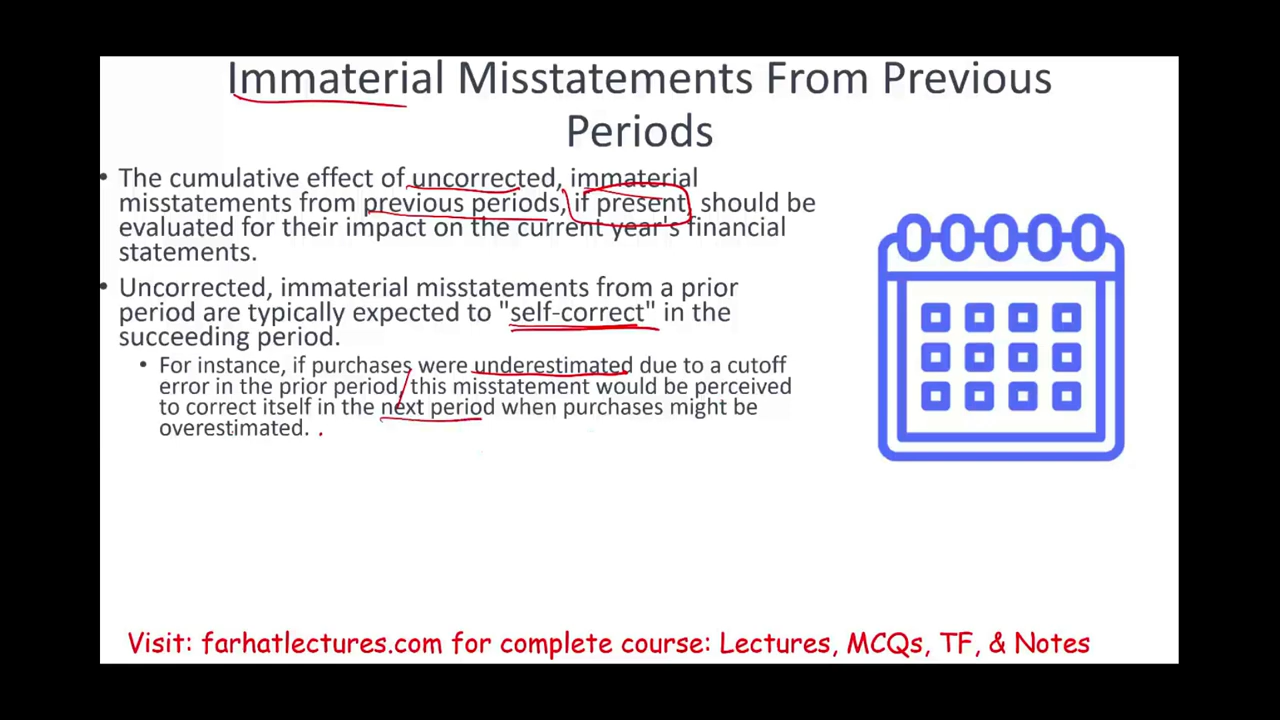 Immaterial Misstatements From Previous
Periods
• The cumulative effect of uncorrected, immaterial
misstatements from previous periods, if present, should be
evaluated for their impact on the current year's financial
statements.
• Uncorrected, immaterial misstatements from a prior
period are typically expected to "self-correct" in the
succeeding period.
• For instance, if purchases were underestimated due to a cutoff
error in the prior period, this misstatement would be perceived
to correct itself in the next period when purchases might be
overestimated.
Visit: farhatlectures.com for complete course: Lectures, MCQs, TF, & Notes